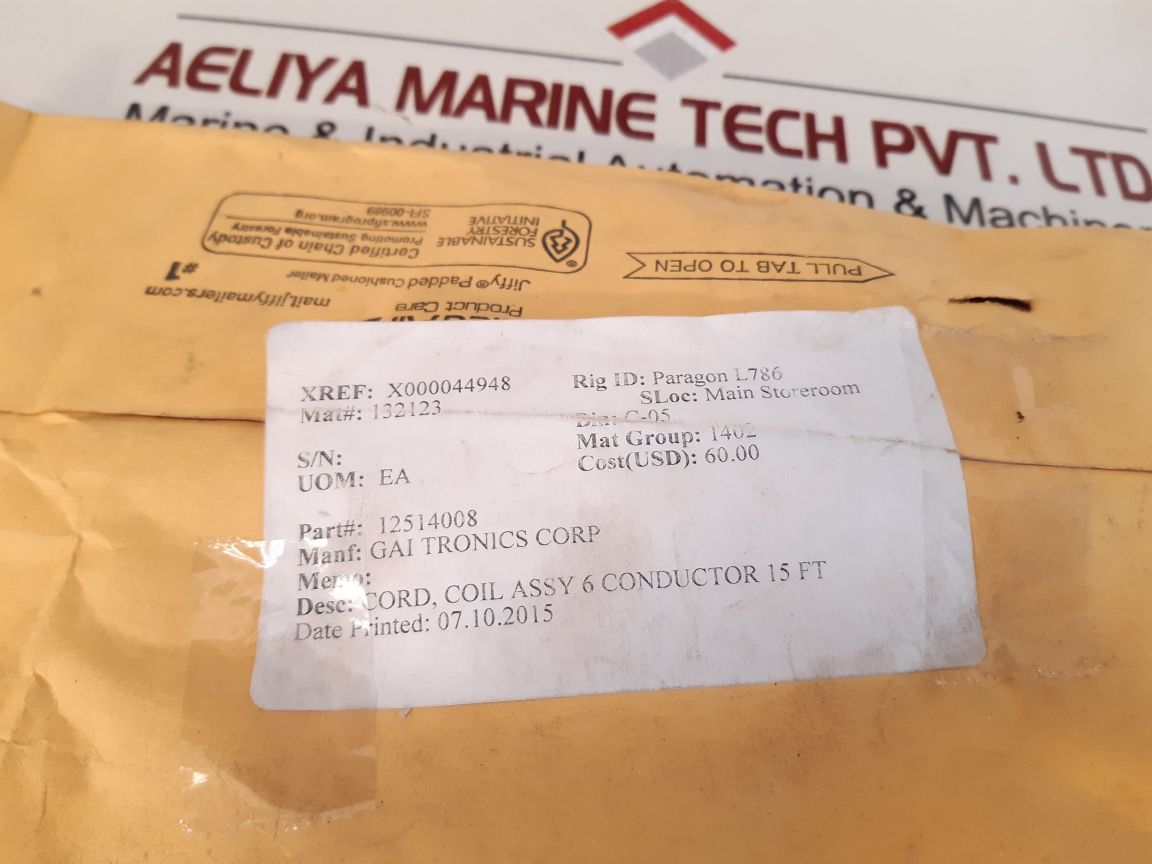 AELIYA MARINE TECH PVT. LTD
Marine & Industrial Automation & Machine
SUSTAINABLE
FORESTRY
INITIATIVE
Certified Chain of Custody
Promoting Sustainable Forestry
www.sfiprogram.org
SFI-00989
®
PULL TAB TO OPEN
Jiffy® Padded Cushioned Mailer
#1
mail.jiffymailers.com
Product Care
XREF: X000044948
Mat#: 132123
S/N:
UOM: EA
Part#: 12514008
Manf: GAI TRONICS CORP
Memo:
Desc: CORD, COIL ASSY 6 CONDUCTOR 15 FT
Date Printed: 07.10.2015
Rig ID: Paragon L786
SLoc: Main Storeroom
Bin: C-05
Mat Group: 1402
Cost(USD): 60.00